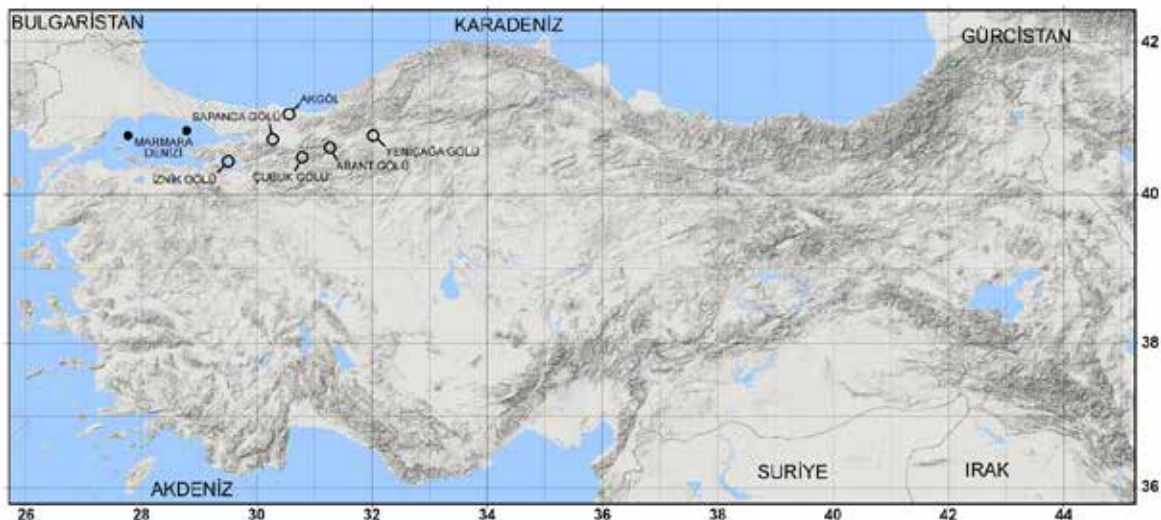 BULGARİSTAN
KARADENİZ
GÜRCİSTAN
42
AKGÖL
SAPANCA GÖLÜ
MARMARA
DENİZİ
YENİÇAĞA GÖLÜ
ABANT GÖLÜ
İZNİK GÖLÜ
ÇUBUK GÖLÜ
40
38
SURİYE
IRAK
AKDENİZ
36
26
28
30
32
34
36
38
40
42
44